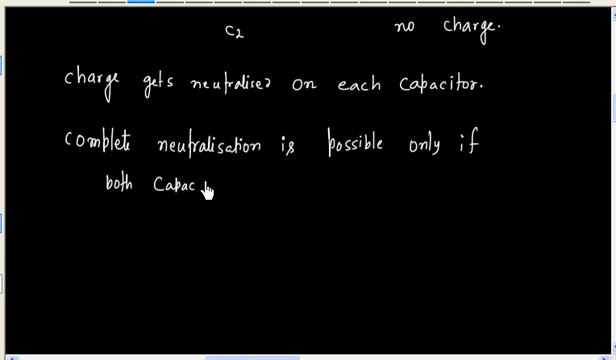 C2 no charge.
charge gets neutralised on each capacitor.
Complete neutralisation is possible only if
both Capac